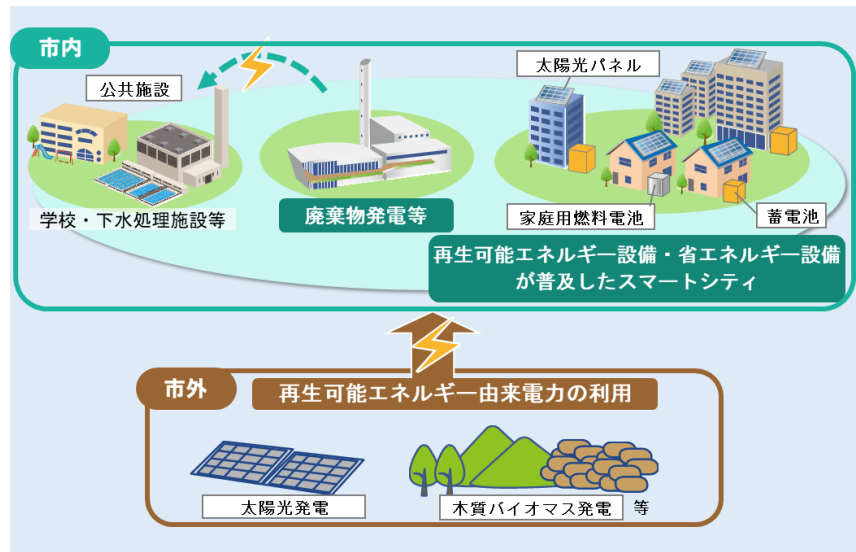 市内
公共施設
太陽光パネル
学校・下水処理施設等
廃棄物発電等
家庭用燃料電池
蓄電池
再生可能エネルギー設備・省エネルギー設備
が普及したスマートシティ
市外
再生可能エネルギー由来電力の利用
太陽光発電
木質バイオマス発電 等